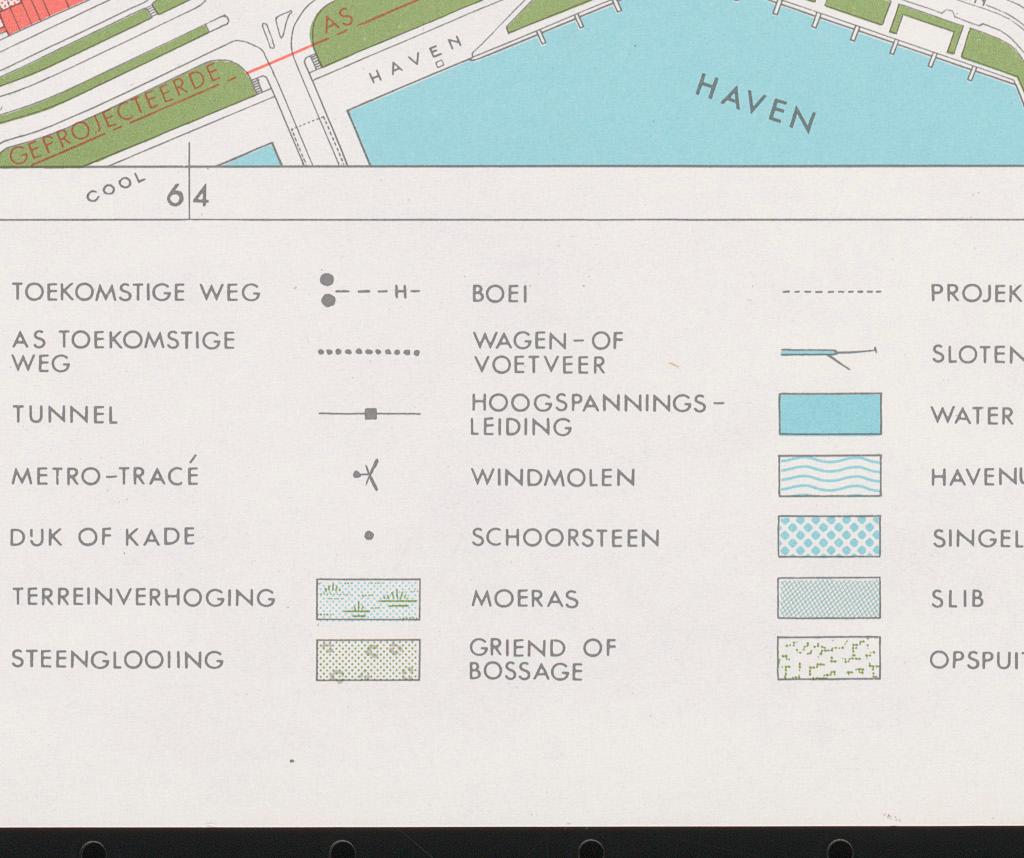 AS
HAVEN
HAVEN
GEPROJECTEERDE
COOL
64
TOEKOMSTIGE WEG
H
BOEI
AS TOEKOMSTIGE
WEG
WAGEN-OF
VOETVEER
TUNNEL
HOOGSPANNINGS-
LEIDING
WATER
METRO-TRACÉ
WINDMOLEN
DIJK OF KADE
SCHOORSTEEN
TERREINVERHOGING
MOERAS
SLIB
STEENGLOOIING
GRIEND OF
BOSSAGE
PROJEK
SLOTEN
HAVENU
SINGEL
OPSPUIT